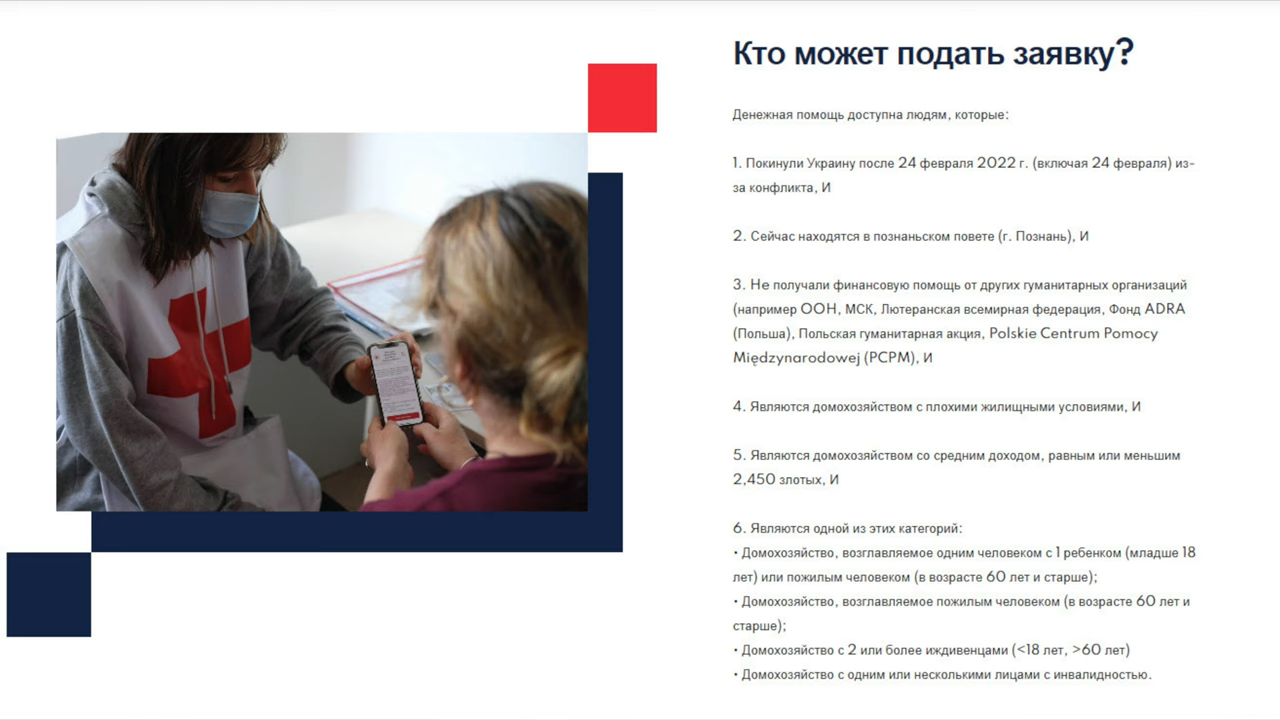 Кто может подать заявку?
Денежная помощь доступна людям, которые:
1. Покинули Украину после 24 февраля 2022 г. (включая 24 февраля) из-
за конфликта, И
2. Сейчас находятся в познаньском повете (г. Познань), И
3. Не получали финансовую помощь от других гуманитарных организаций
(например ООН, МСК, Лютеранская всемирная федерация, Фонд ADRA
(Польша), Польская гуманитарная акция, Polskie Centrum Pomocy
Międzynarodowej (PCPM), И
4. Являются домохозяйством с плохими жилищными условиями, И
5. Являются домохозяйством со средним доходом, равным или меньшим
2,450 злотых, И
6. Являются одной из этих категорий:
• Домохозяйство, возглавляемое одним человеком с 1 ребенком (младше 18
лет) или пожилым человеком (в возрасте 60 лет и старше);
• Домохозяйство, возглавляемое пожилым человеком (в возрасте 60 лет и
старше);
• Домохозяйство с 2 или более иждивенцами (<18 лет, >60 лет)
• Домохозяйство с одним или несколькими лицами с инвалидностью.